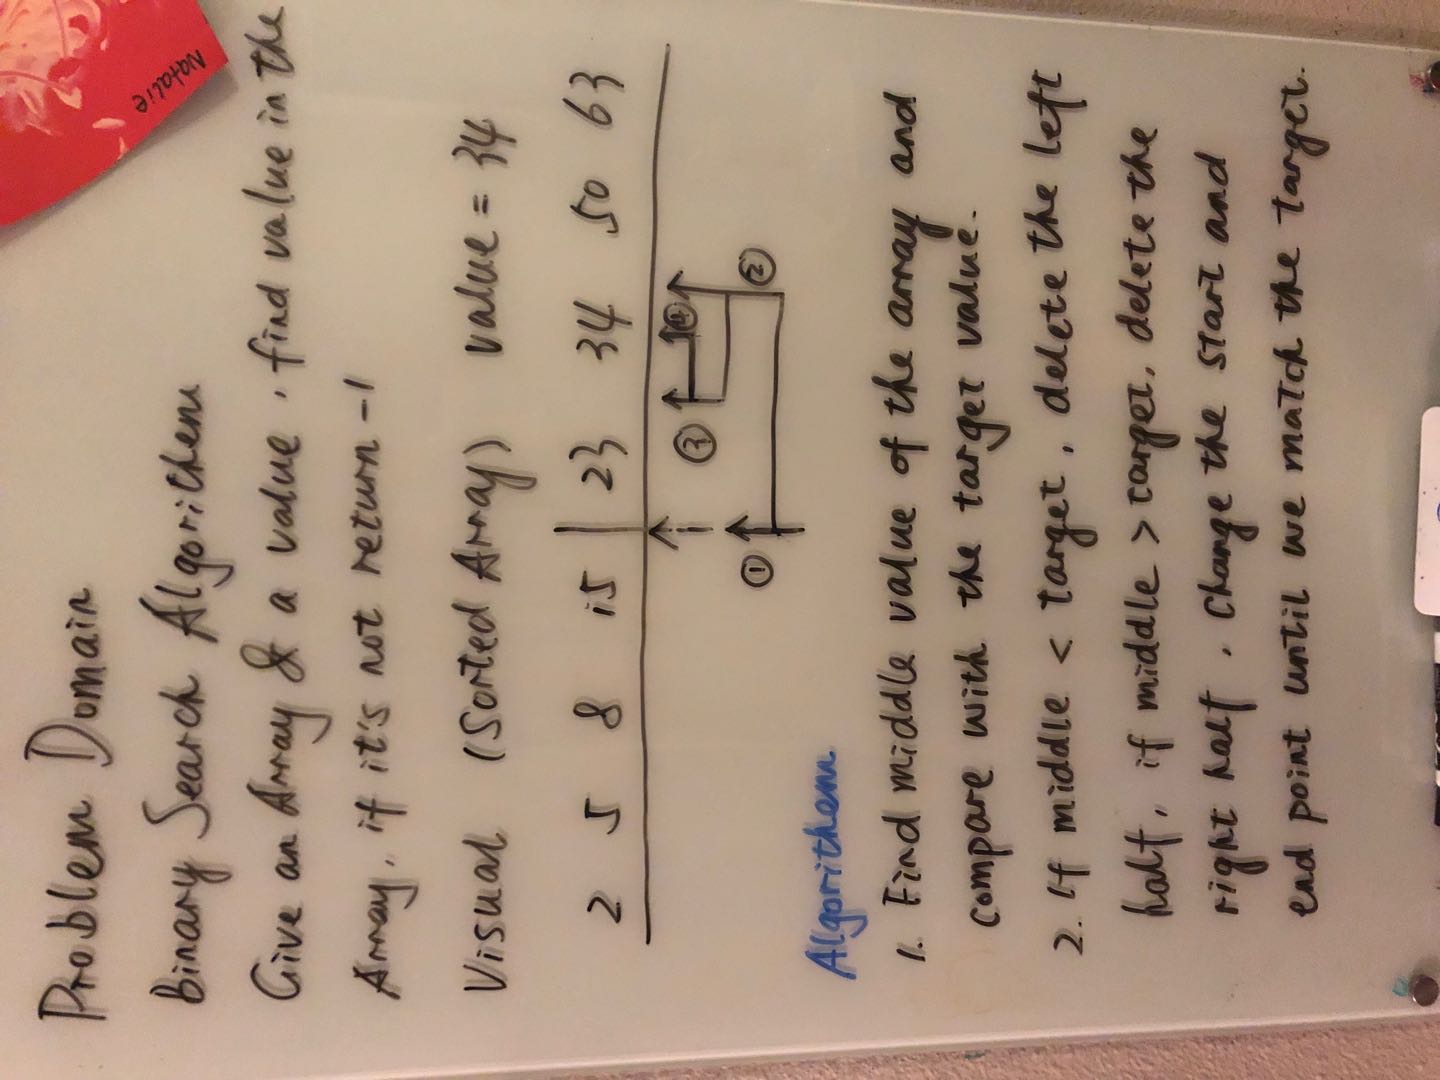 Natalie
Problem Domain
Binary Search Algorithem
Give an Array & a value, find value in the
Array, if it's not return -1
Visual (Sorted Array) value = 34
2 5 8 15 | 23 34 50 63
③ ④
① ②
Algorithem
1. Find middle value of the array and
compare with the target value.
2. If middle < target, delete the left
half, if middle > target, delete the
right half. Change the start and
end point until we match the target.